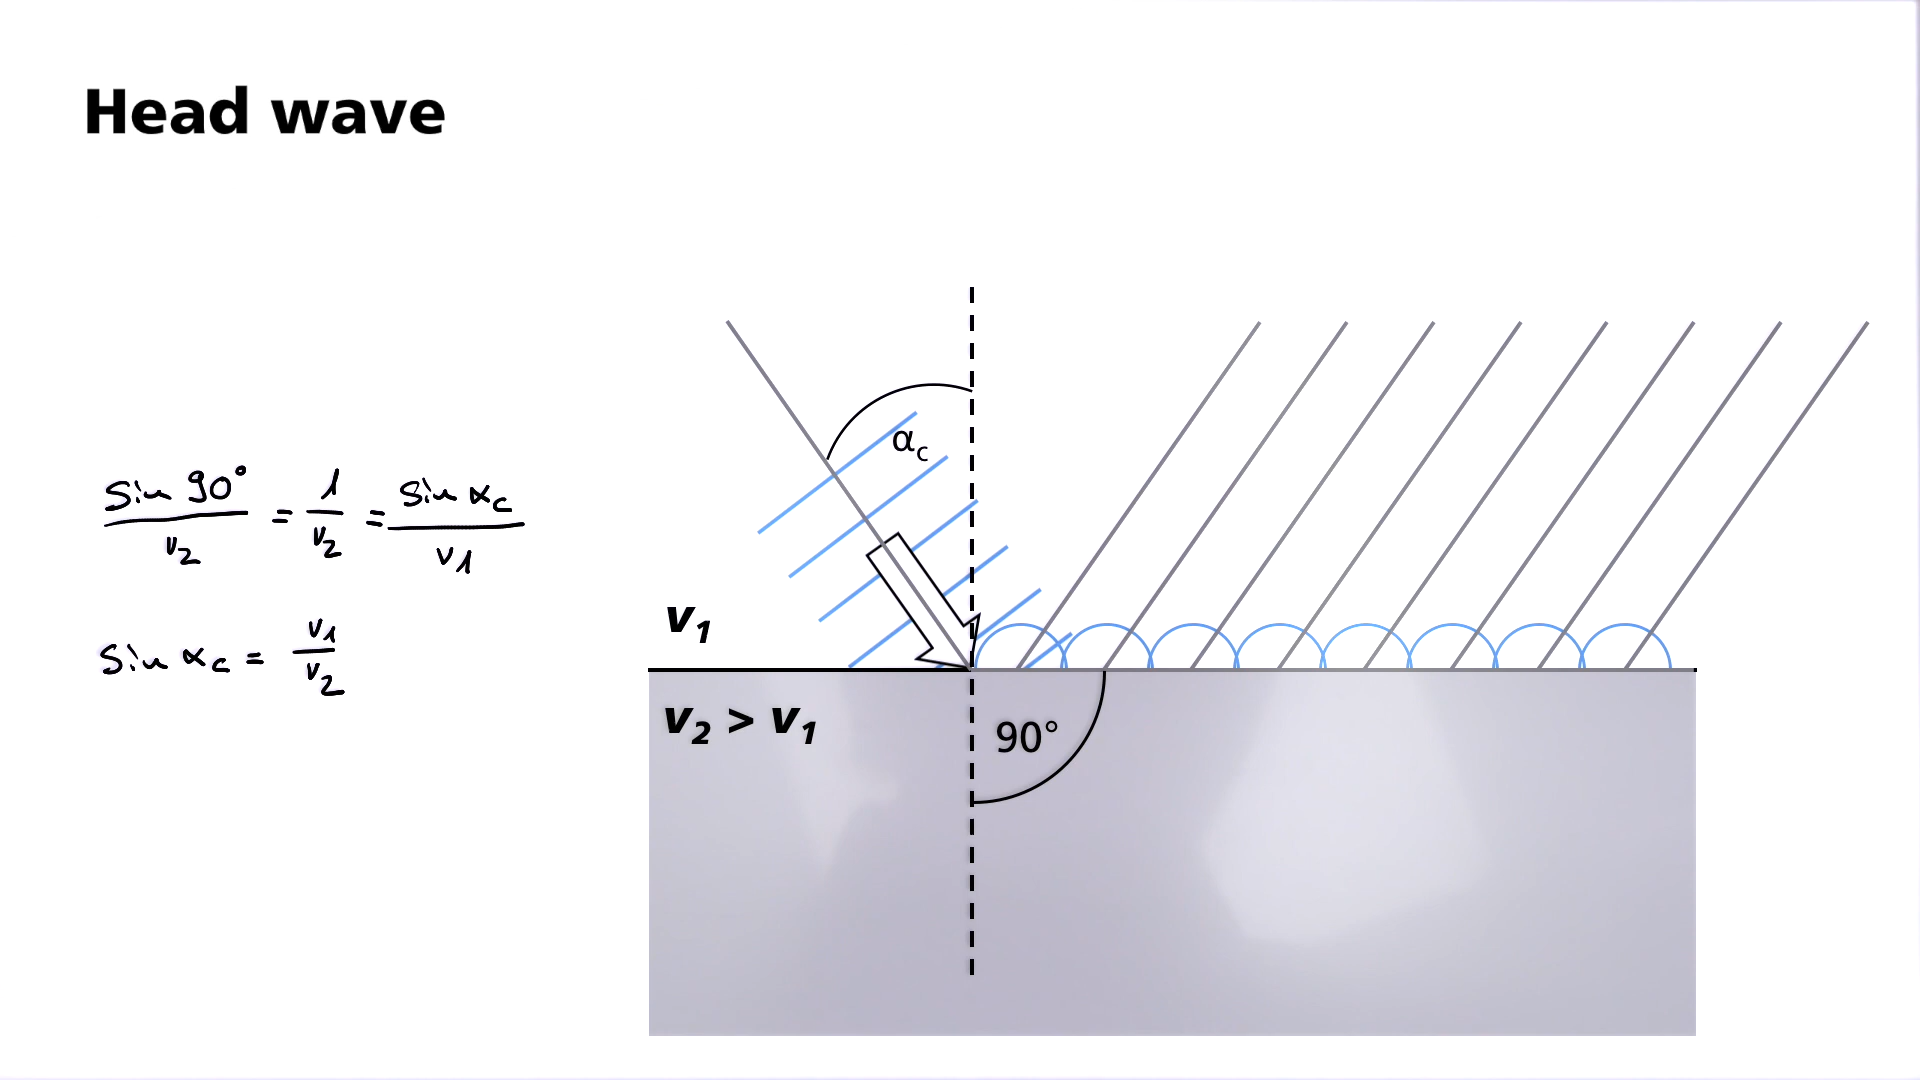 Head wave
sin 90° / v2 = 1 / v2 = sin αc / v1
sin αc = v1 / v2
αc
v1
v2 > v1
90°